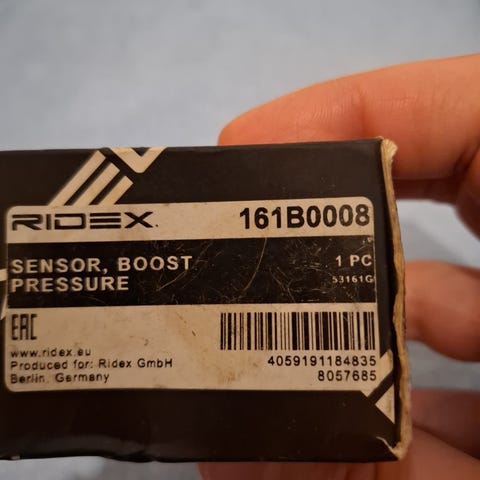 RIDEX 161B0008
SENSOR, BOOST 1 PC
PRESSURE 53161G
EAC
www.ridex.eu
Produced for: Ridex GmbH 4059191184835
Berlin, Germany 8057685